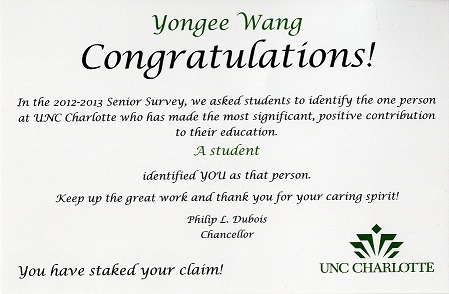 Yongee Wang
Congratulations!
In the 2012-2013 Senior Survey, we asked students to identify the one person
at UNC Charlotte who has made the most significant, positive contribution
to their education.
A student
identified YOU as that person.
Keep up the great work and thank you for your caring spirit!
Philip L. Dubois
Chancellor
You have staked your claim!
UNC CHARLOTTE